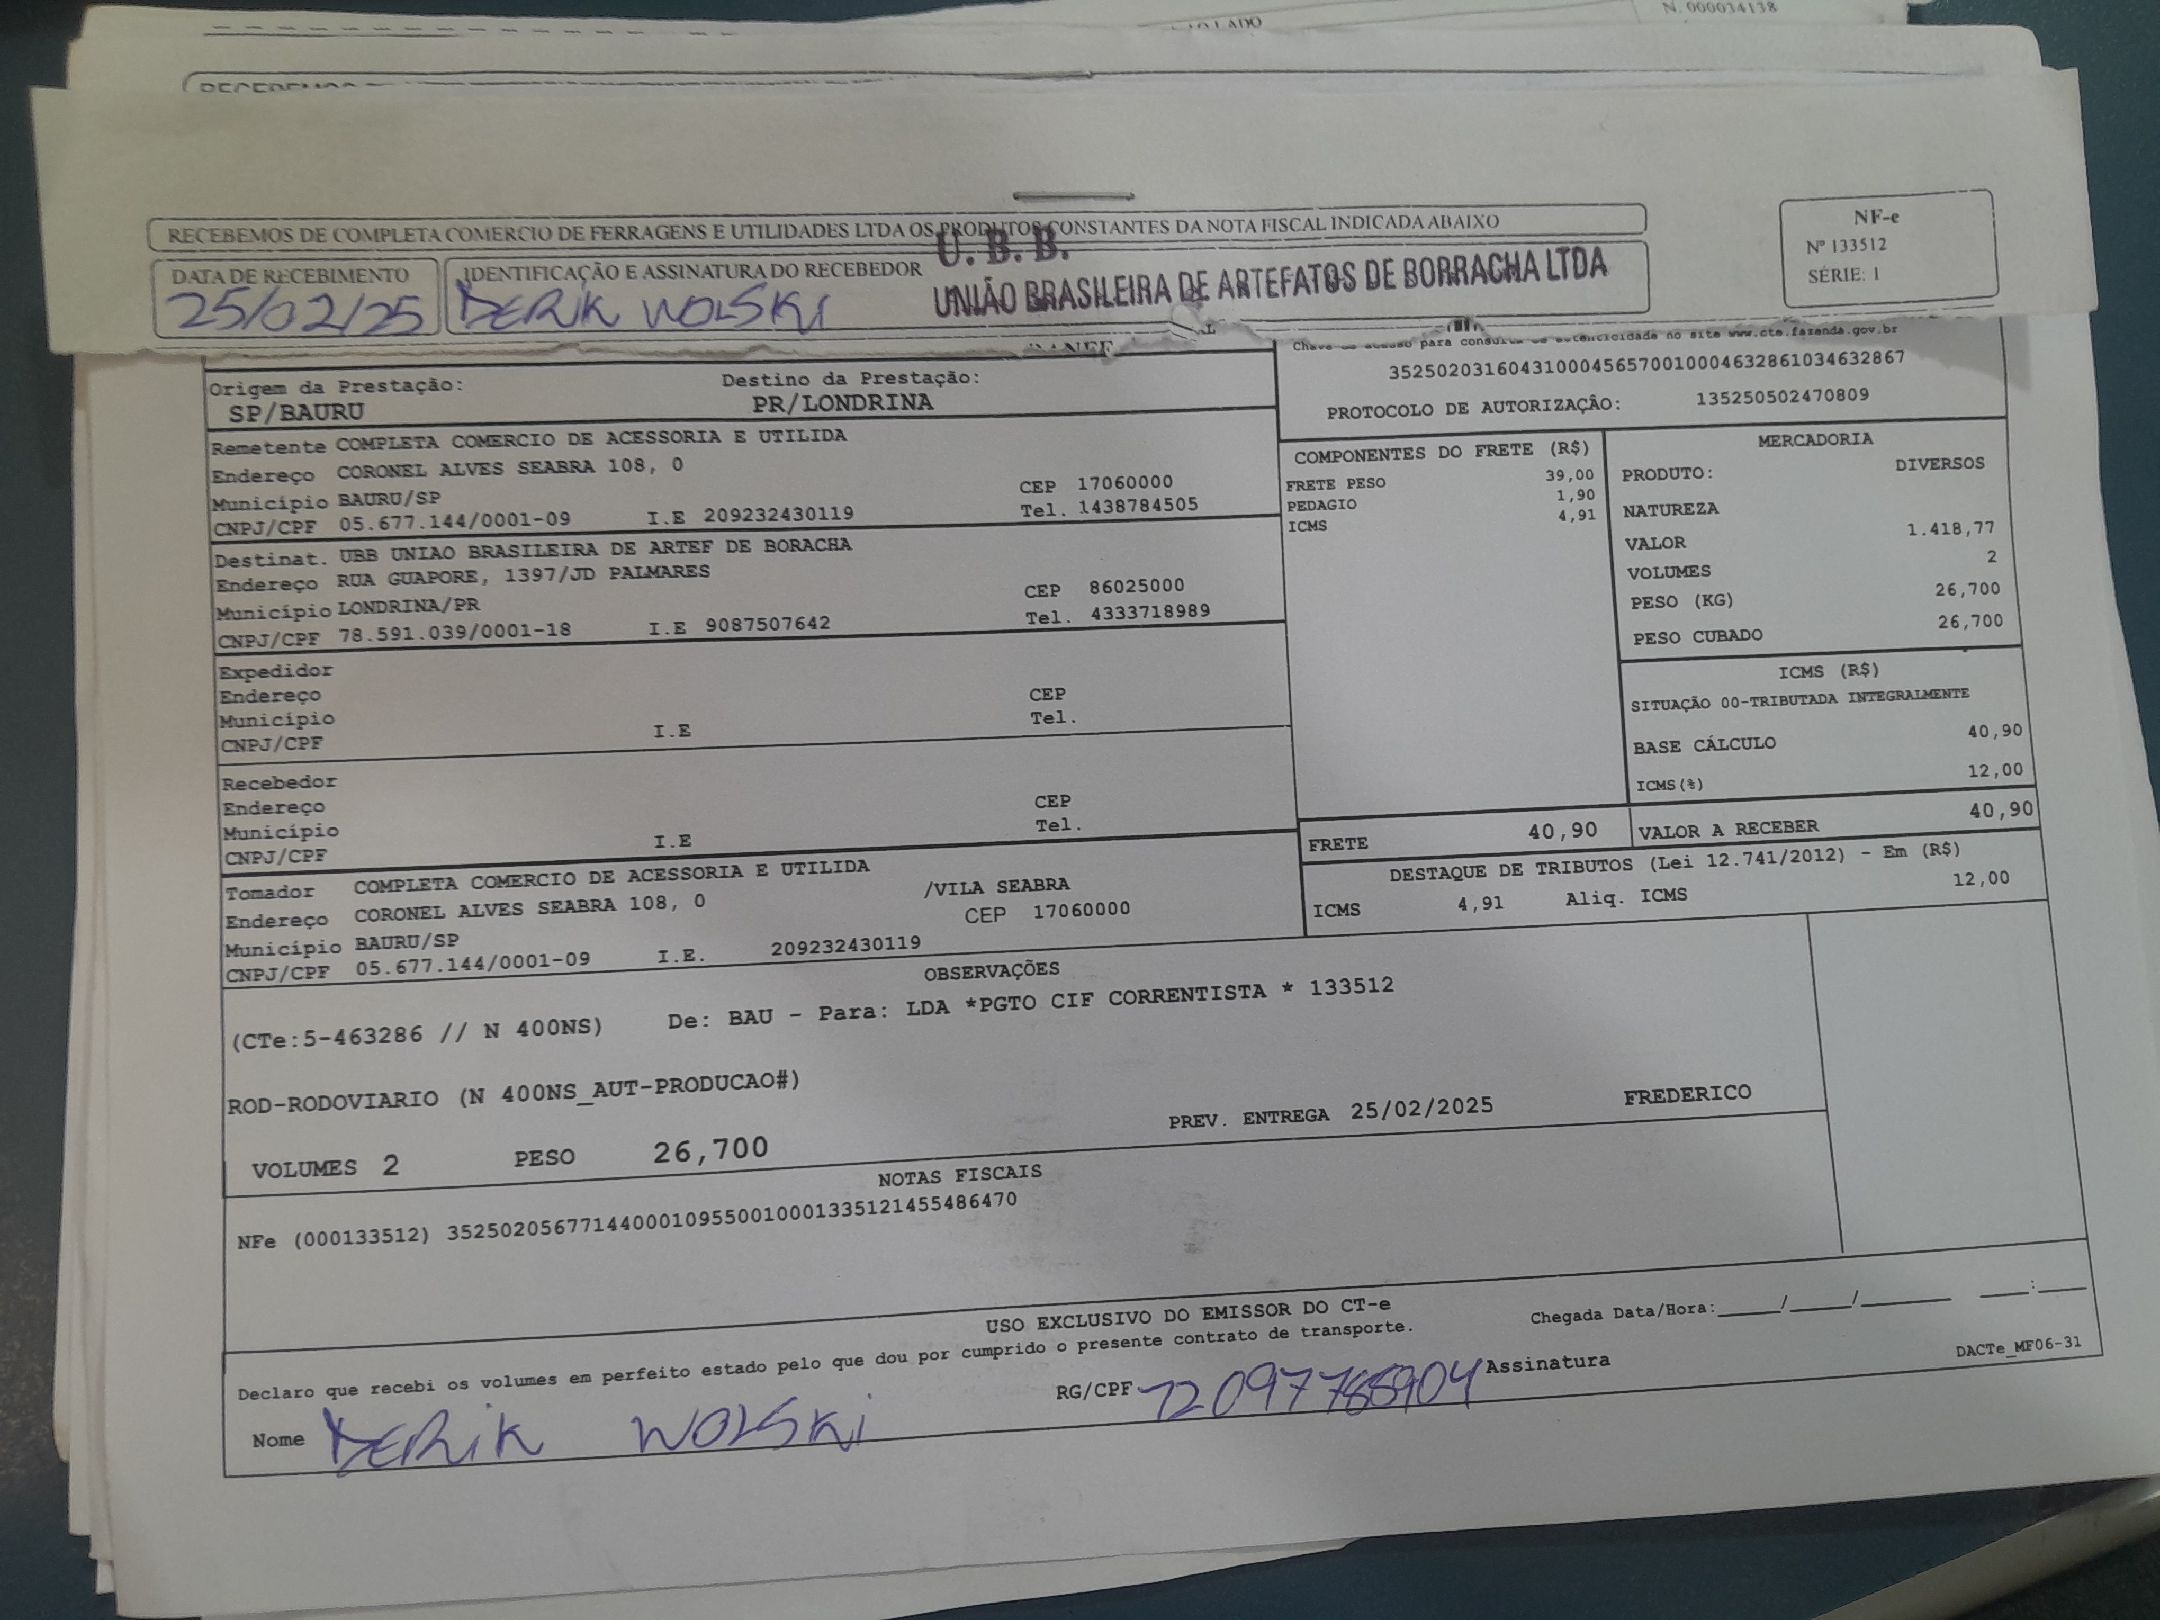 N. 000034138
RECEBEMOS DE COMPLETA COMERCIO DE FERRAGENS E UTILIDADES LTDA OS PRODUTOS CONSTANTES DA NOTA FISCAL INDICADA ABAIXO
NF-e
Nº 133512
SÉRIE: 1
DATA DE RECEBIMENTO
25/02/25
IDENTIFICAÇÃO E ASSINATURA DO RECEBEDOR
DERIK WOLSKI
U. B. B.
UNIÃO BRASILEIRA DE ARTEFATOS DE BORRACHA LTDA
para autenticidade no site www.cte.fazenda.gov.br
35250203160431000456570010004632861034632867
PROTOCOLO DE AUTORIZAÇÃO: 135250502470809
Origem da Prestação: Destino da Prestação:
SP/BAURU PR/LONDRINA
Remetente COMPLETA COMERCIO DE ACESSORIA E UTILIDA
Endereço CORONEL ALVES SEABRA 108, 0
Município BAURU/SP CEP 17060000
CNPJ/CPF 05.677.144/0001-09 I.E 209232430119 Tel. 1438784505
Destinat. UBB UNIAO BRASILEIRA DE ARTEF DE BORACHA
Endereço RUA GUAPORE, 1397/JD PALMARES
Município LONDRINA/PR CEP 86025000
CNPJ/CPF 78.591.039/0001-18 I.E 9087507642 Tel. 4333718989
Expedidor
Endereço CEP
Município Tel.
CNPJ/CPF I.E
Recebedor
Endereço CEP
Município Tel.
CNPJ/CPF I.E
Tomador COMPLETA COMERCIO DE ACESSORIA E UTILIDA
Endereço CORONEL ALVES SEABRA 108, 0 /VILA SEABRA
Município BAURU/SP CEP 17060000
CNPJ/CPF 05.677.144/0001-09 I.E. 209232430119
COMPONENTES DO FRETE (R$)
FRETE PESO 39,00
PEDAGIO 1,90
ICMS 4,91
MERCADORIA
PRODUTO: DIVERSOS
NATUREZA
VALOR 1.418,77
VOLUMES 2
PESO (KG) 26,700
PESO CUBADO 26,700
ICMS (R$)
SITUAÇÃO 00-TRIBUTADA INTEGRALMENTE
BASE CÁLCULO 40,90
ICMS(%) 12,00
FRETE 40,90 VALOR A RECEBER 40,90
DESTAQUE DE TRIBUTOS (Lei 12.741/2012) - Em (R$)
ICMS 4,91 Aliq. ICMS 12,00
OBSERVAÇÕES
(CTe:5-463286 // N 400NS) De: BAU - Para: LDA *PGTO CIF CORRENTISTA * 133512
ROD-RODOVIARIO (N 400NS_AUT-PRODUCAO#)
PREV. ENTREGA 25/02/2025 FREDERICO
VOLUMES 2 PESO 26,700
NOTAS FISCAIS
NFe (000133512) 35250205677144000109550010001335121455486470
USO EXCLUSIVO DO EMISSOR DO CT-e
Declaro que recebi os volumes em perfeito estado pelo que dou por cumprido o presente contrato de transporte.
Chegada Data/Hora:_____/_____/_______ ____:____
Nome DERIK WOLSKI RG/CPF 12097788904 Assinatura
DACTe_MF06-31